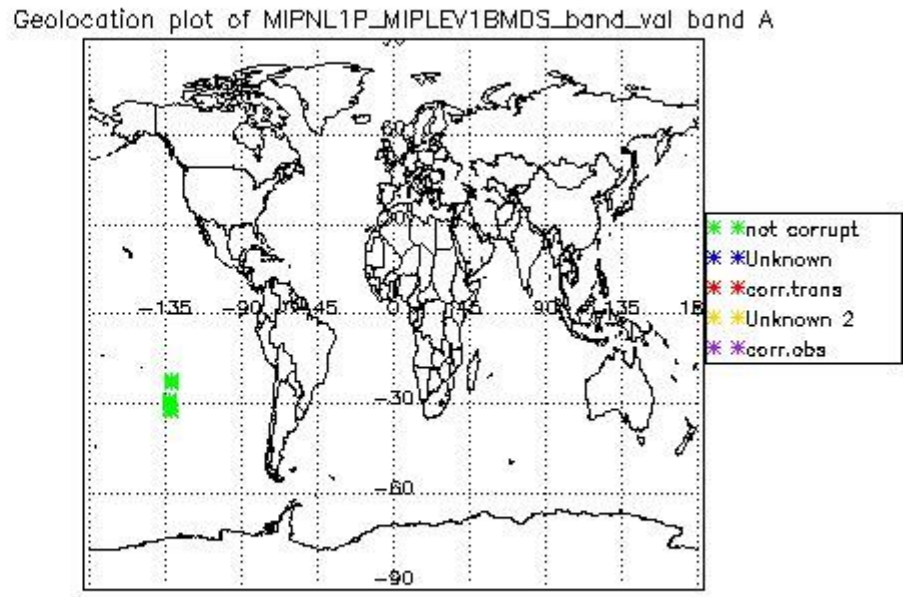 Geolocation plot of MIPNL1P_MIPLEV1BMDS_band_val band A
60
-135 -90 45 0 45 90 135
-30
-60
-90
not corrupt
Unknown
corr.trans
Unknown 2
corr.obs